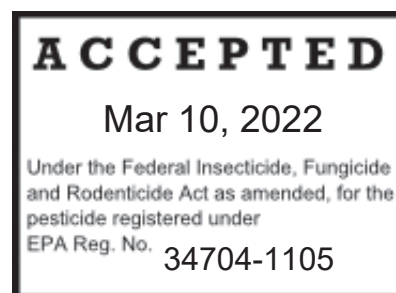 ACCEPTED
Mar 10, 2022
Under the Federal Insecticide, Fungicide
and Rodenticide Act as amended, for the
pesticide registered under
EPA Reg. No. 34704-1105